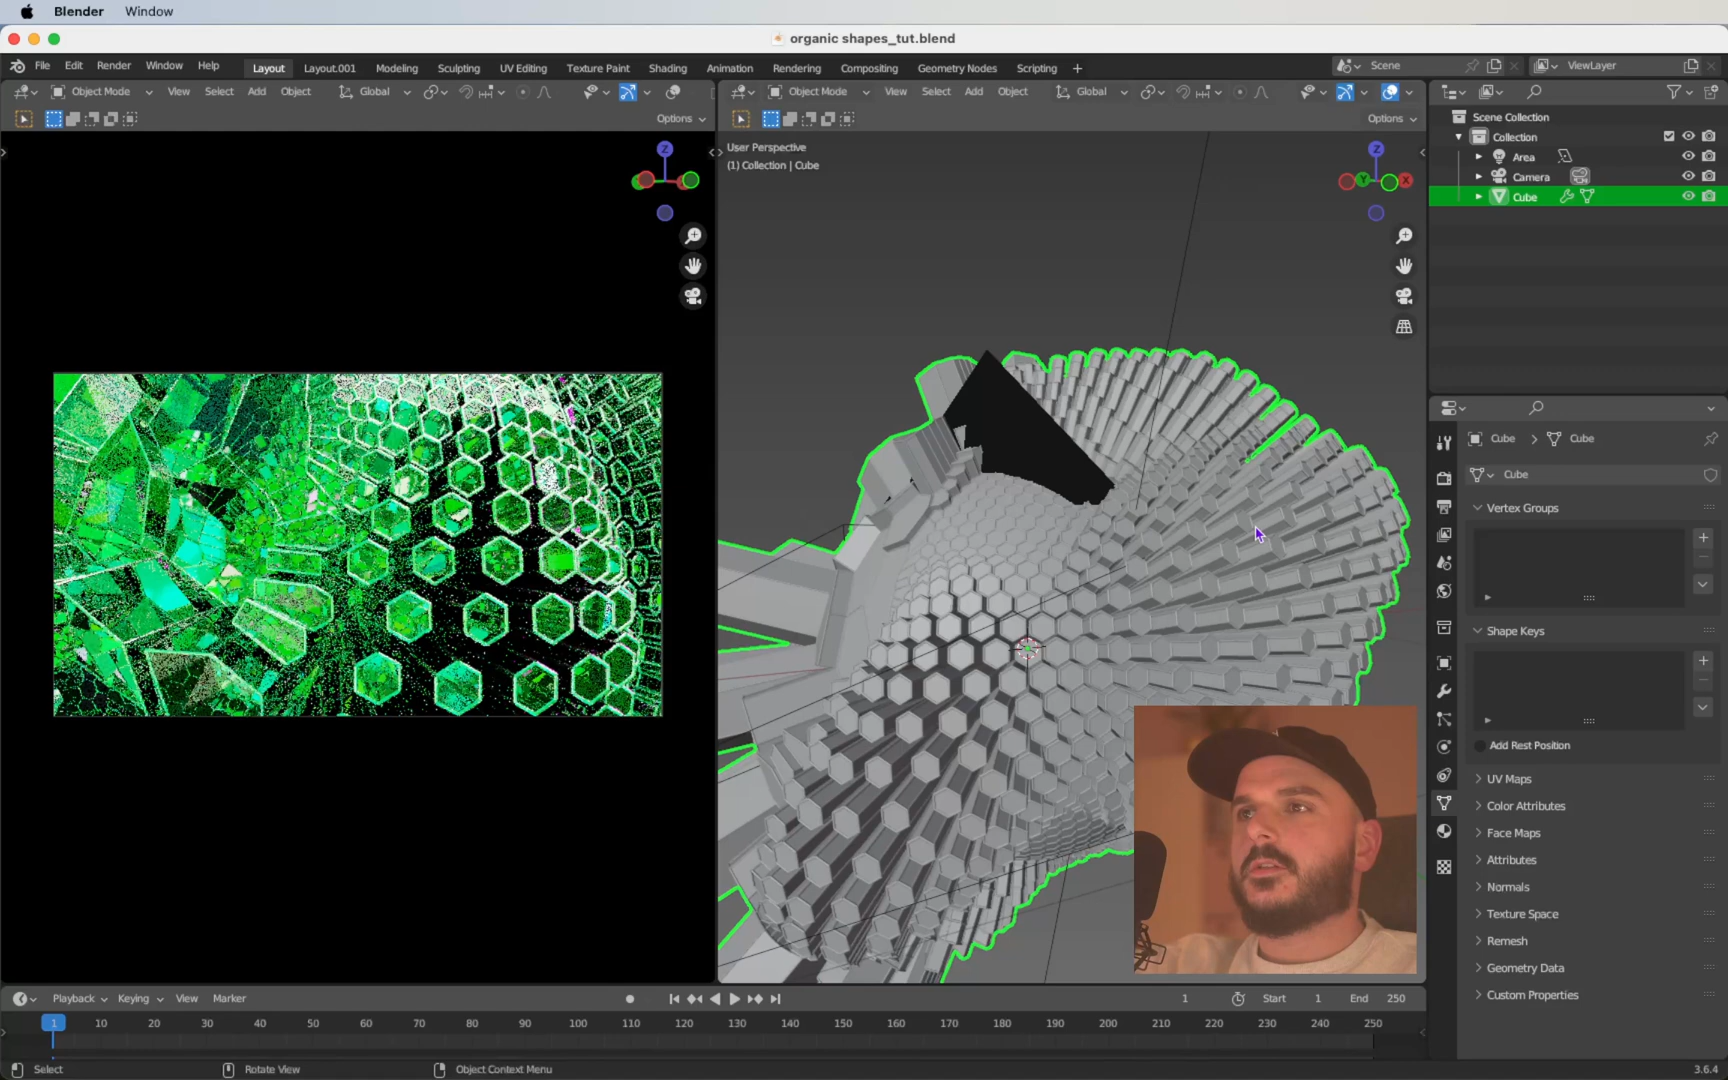 Blender Window
organic shapes_tut.blend
File Edit Render Window Help Layout Layout.001 Modeling Sculpting UV Editing Texture Paint Shading Animation Rendering Compositing Geometry Nodes Scripting + Scene ViewLayer
Object Mode View Select Add Object Global
Object Mode View Select Add Object Global
Options
Options
User Perspective
(1) Collection | Cube
Z
Z
Y
X
Scene Collection
Collection
Area
Camera
Cube
Cube > Cube
Cube
Vertex Groups
Shape Keys
Add Rest Position
UV Maps
Color Attributes
Face Maps
Attributes
Normals
Texture Space
Remesh
Geometry Data
Custom Properties
Playback Keying View Marker 1 Start 1 End 250
1 10 20 30 40 50 60 70 80 90 100 110 120 130 140 150 160 170 180 190 200 210 220 230 240 250
Select Rotate View Object Context Menu 3.6.4